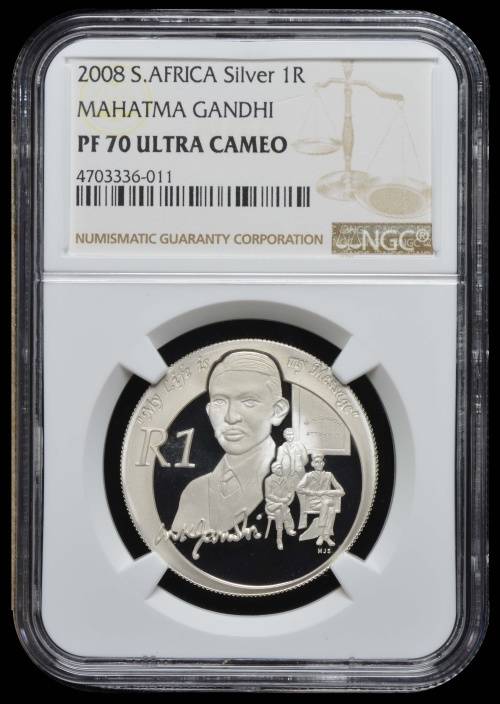 2008 S.AFRICA Silver 1R
MAHATMA GANDHI
PF 70 ULTRA CAMEO
4703336-011
NUMISMATIC GUARANTY CORPORATION
NGC®
"My Life is my Message"
R1
MKGandhi
HJS